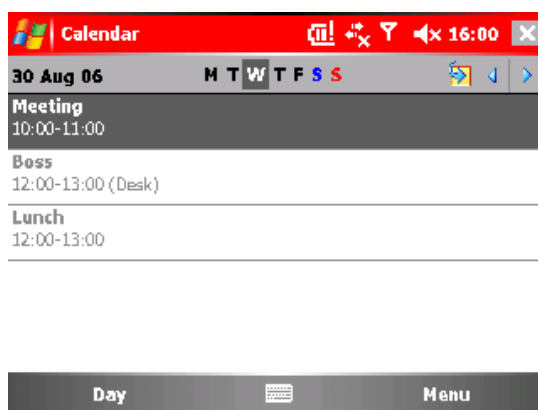 Calendar 16:00
30 Aug 06 M T W T F S S
Meeting
10:00-11:00
Boss
12:00-13:00 (Desk)
Lunch
12:00-13:00
Day Menu